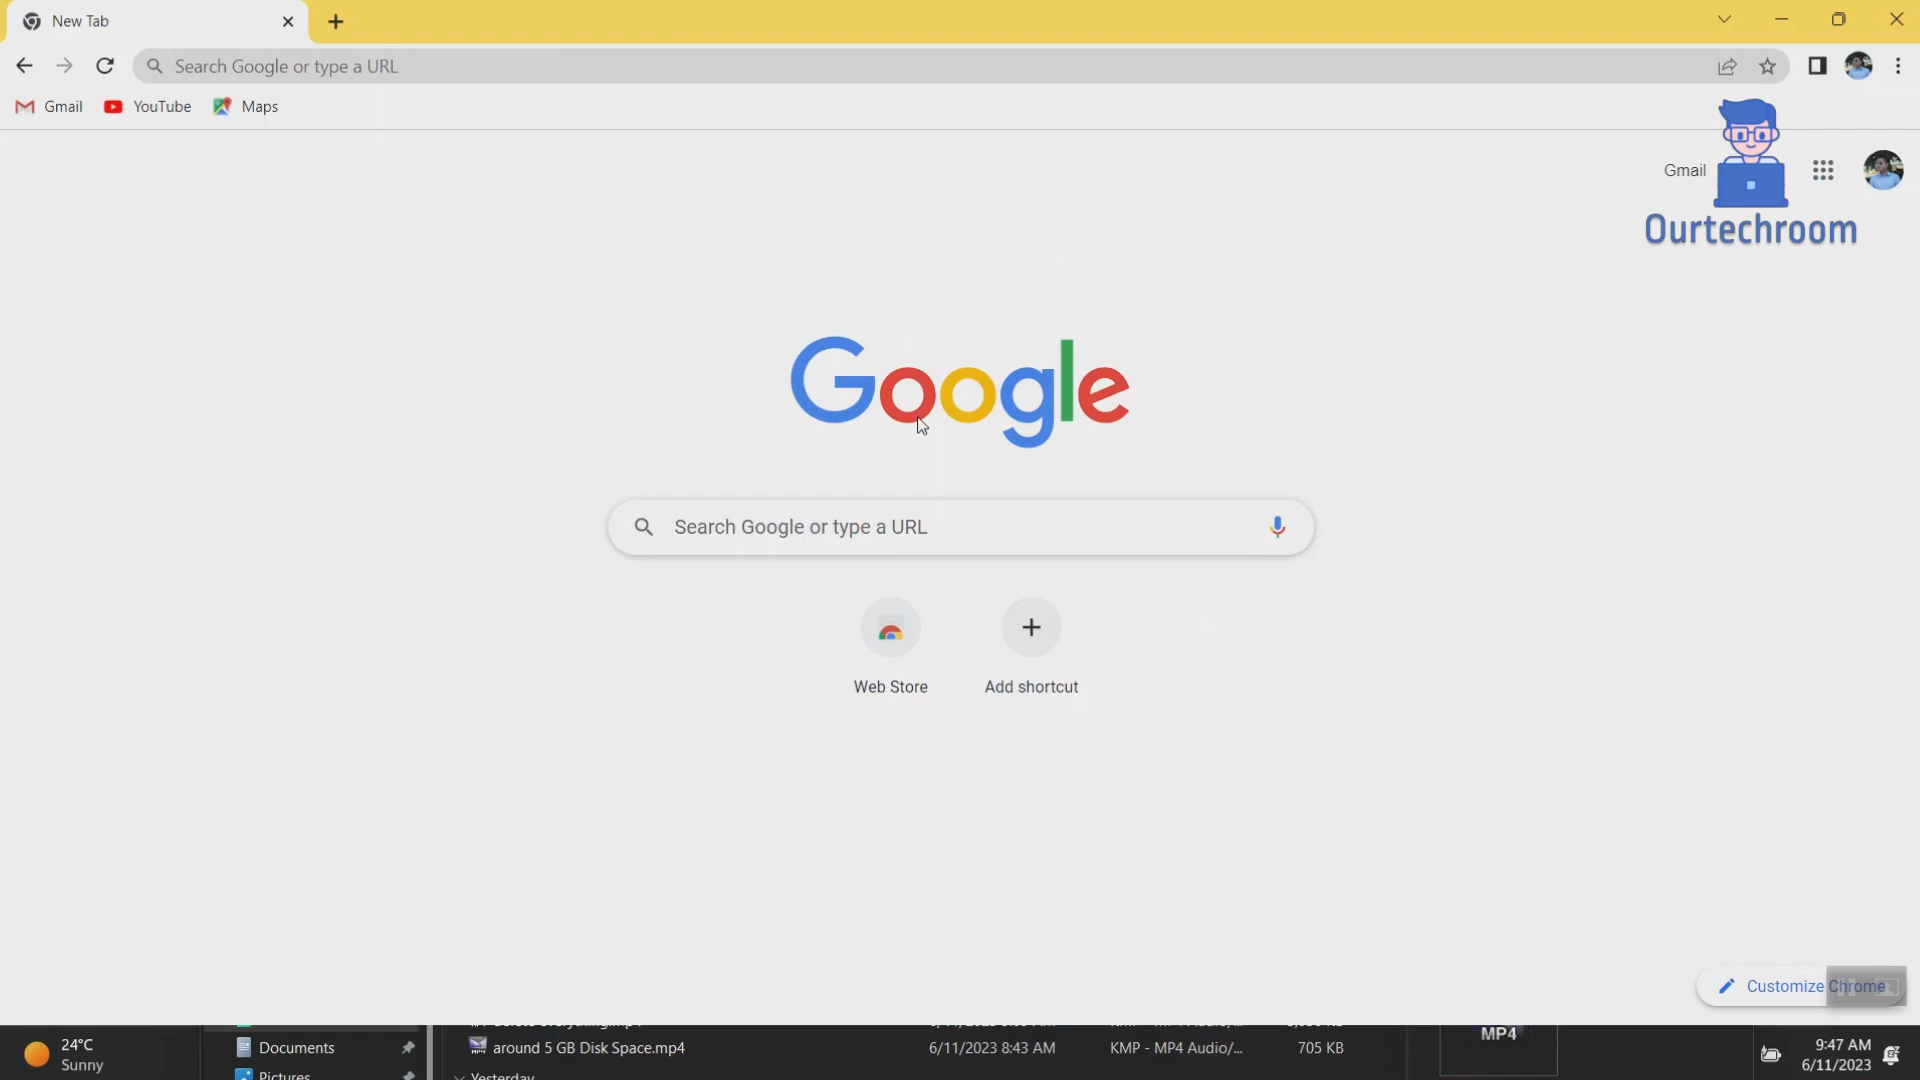 New Tab
Search Google or type a URL
Gmail YouTube Maps
Gmail
Ourtechroom
Google
Search Google or type a URL
Web Store Add shortcut
Customize Chrome
MP4
24°C
Sunny
Documents
around 5 GB Disk Space.mp4 6/11/2023 8:43 AM KMP - MP4 Audio/... 705 KB
9:47 AM
6/11/2023
Pictures
Yesterday